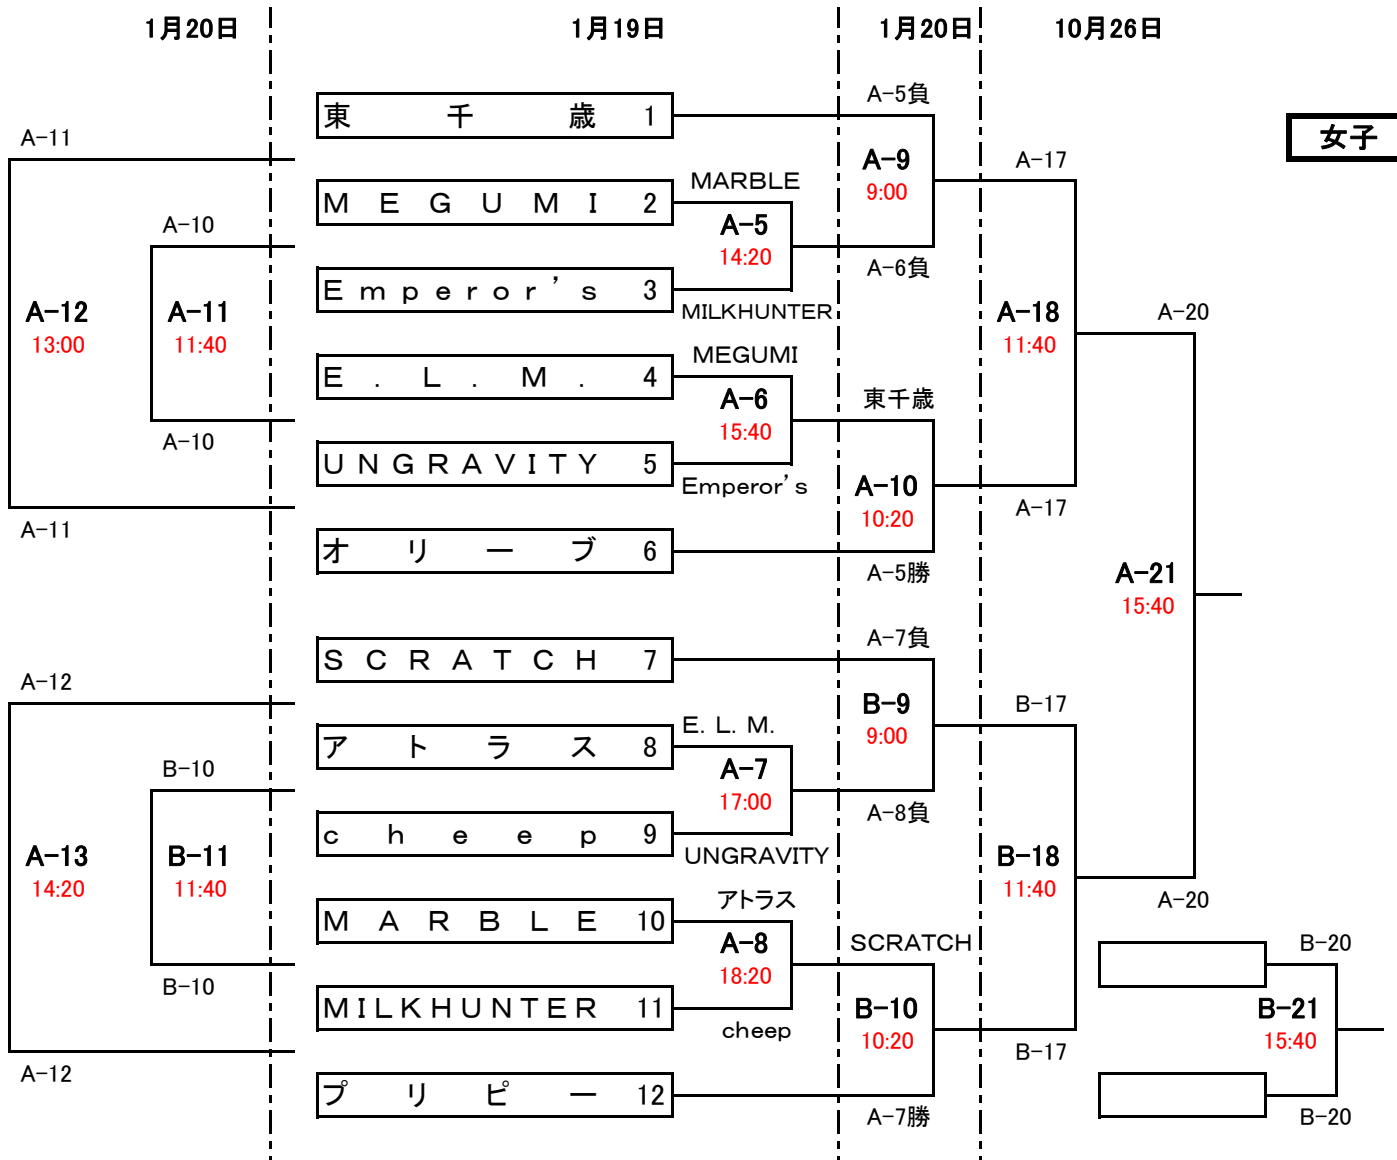 1月20日 1月19日 1月20日 10月26日
女子
東千歳 1 A-5負
A-11 A-9 9:00 A-17
MEGUMI 2 MARBLE
A-10 A-5 14:20 A-6負
Emperor's 3 MILKHUNTER
A-12 13:00 A-11 11:40 A-18 11:40 A-20
E.L.M. 4 MEGUMI
A-6 15:40 東千歳
A-10
UNGRAVITY 5 Emperor's
A-10 10:20 A-17
A-11
オリーブ 6 A-5勝
A-21 15:40
SCRATCH 7 A-7負
A-12 B-9 9:00 B-17
アトラス 8 E. L. M.
B-10 A-7 17:00 A-8負
cheep 9 UNGRAVITY
A-13 14:20 B-11 11:40 B-18 11:40 A-20
MARBLE 10 アトラス
A-8 18:20 SCRATCH B-20
B-10
MILKHUNTER 11 cheep
B-10 10:20 B-17 B-21 15:40
A-12
プリピー 12 A-7勝 B-20